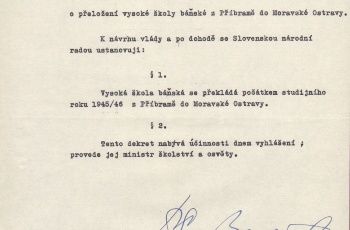 o přeložení vysoké školy báňské z Příbramě do Moravské Ostravy.
K návrhu vlády a po dohodě se Slovenskou národní
radou ustanovuji:
§ 1.
Vysoká škola báňská se překládá počátkem studijního
roku 1945/46 z Příbramě do Moravské Ostravy.
§ 2.
Tento dekret nabývá účinnosti dnem vyhlášení ;
provede jej ministr školství a osvěty.